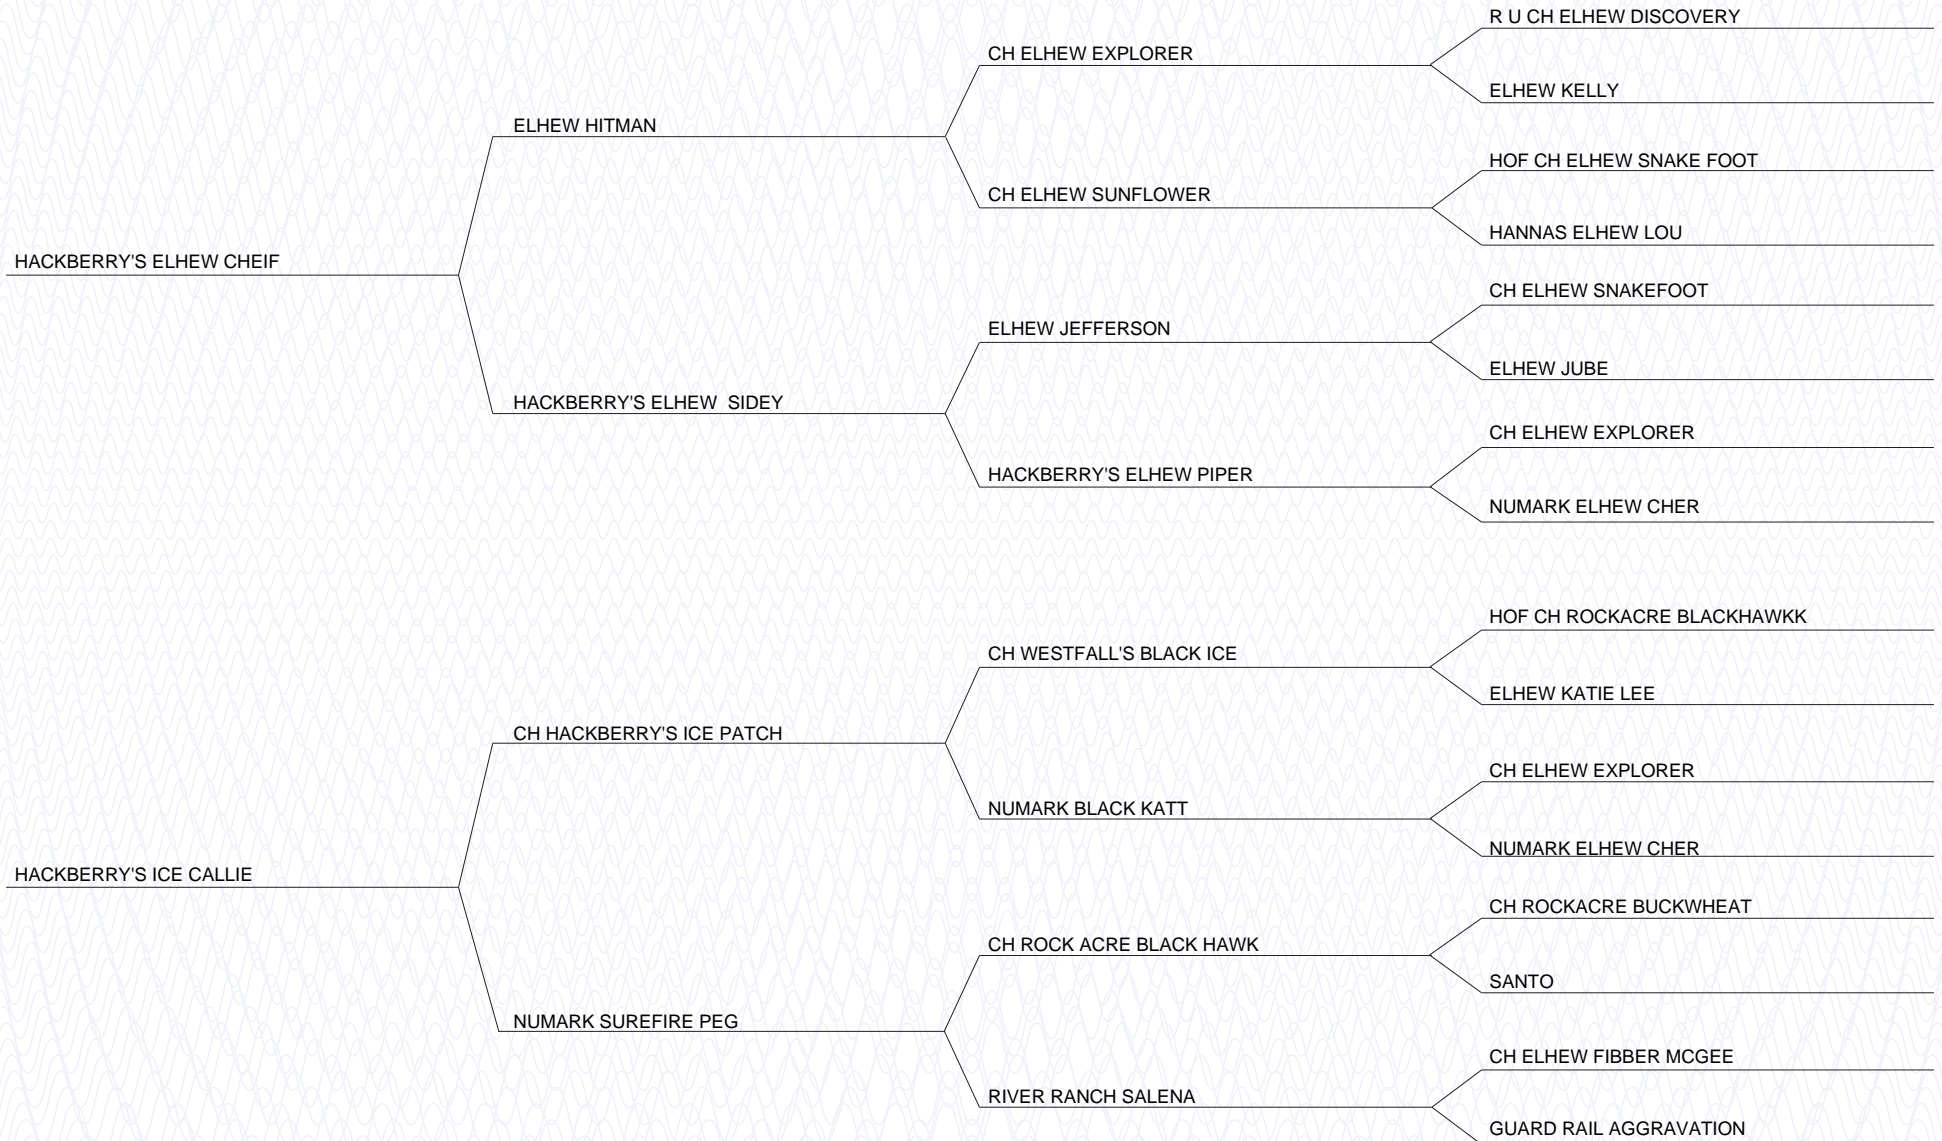 R U CH ELHEW DISCOVERY
CH ELHEW EXPLORER
ELHEW KELLY
ELHEW HITMAN
HOF CH ELHEW SNAKE FOOT
CH ELHEW SUNFLOWER
HANNAS ELHEW LOU
HACKBERRY'S ELHEW CHEIF
CH ELHEW SNAKEFOOT
ELHEW JEFFERSON
ELHEW JUBE
HACKBERRY'S ELHEW  SIDEY
CH ELHEW EXPLORER
HACKBERRY'S ELHEW PIPER
NUMARK ELHEW CHER
HOF CH ROCKACRE BLACKHAWKK
CH WESTFALL'S BLACK ICE
ELHEW KATIE LEE
CH HACKBERRY'S ICE PATCH
CH ELHEW EXPLORER
NUMARK BLACK KATT
NUMARK ELHEW CHER
HACKBERRY'S ICE CALLIE
CH ROCKACRE BUCKWHEAT
CH ROCK ACRE BLACK HAWK
SANTO
NUMARK SUREFIRE PEG
CH ELHEW FIBBER MCGEE
RIVER RANCH SALENA
GUARD RAIL AGGRAVATION